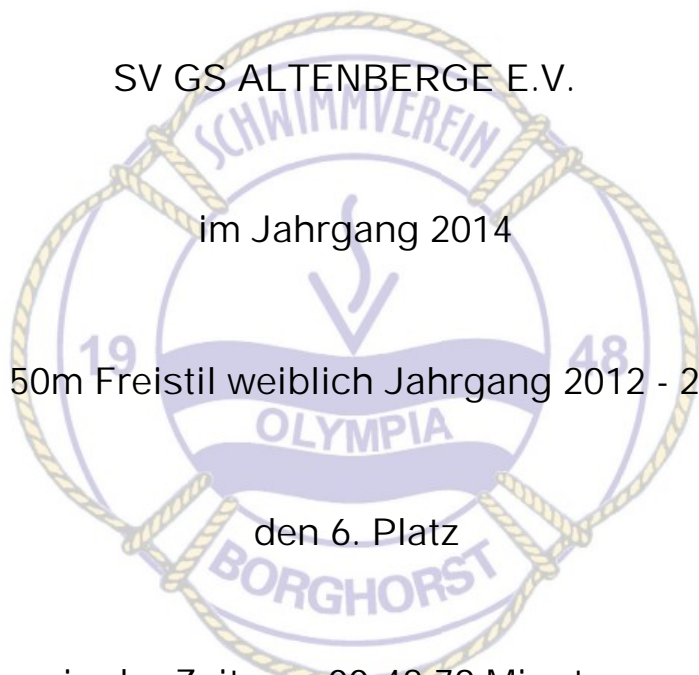 SV GS ALTENBERGE E.V.
SCHWIMMVEREIN
im Jahrgang 2014
19 48
50m Freistil weiblich Jahrgang 2012 - 2
OLYMPIA
den 6. Platz
BORGHORST